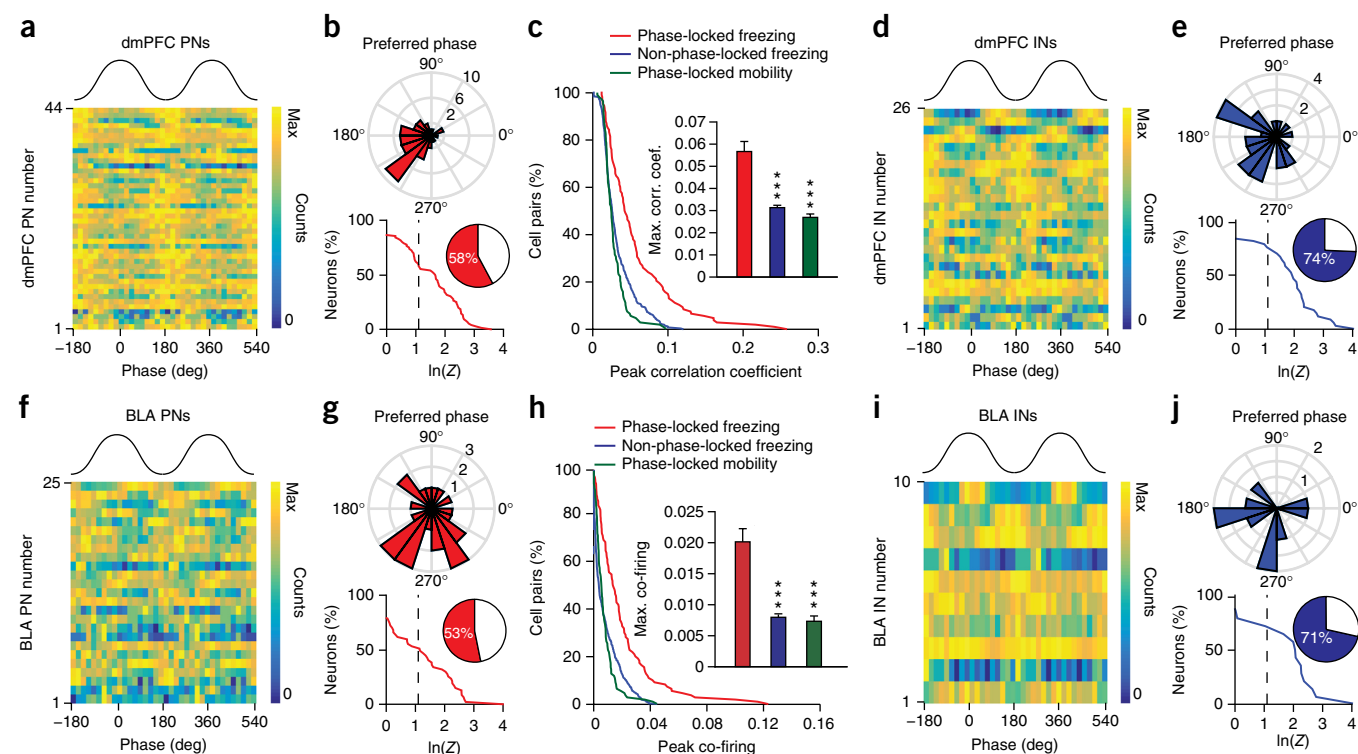 a
dmPFC PNs
44
dmPFC PN number
1
−180 0 180 360 540
Phase (deg)
Max
Counts
0
b
Preferred phase
90°
10
6
2
180°
0°
270°
100
50
0
Neurons (%)
58%
0 1 2 3 4
ln(Z)
c
Phase-locked freezing
Non-phase-locked freezing
Phase-locked mobility
100
80
60
40
20
0
Cell pairs (%)
0.07
0.06
0.05
0.04
0.03
0.02
0.01
0
Max. corr. coef.
***
***
0 0.1 0.2 0.3
Peak correlation coefficient
d
dmPFC INs
26
dmPFC IN number
1
−180 0 180 360 540
Phase (deg)
Max
Counts
0
e
Preferred phase
90°
4
2
180°
0°
270°
100
50
0
Neurons (%)
74%
0 1 2 3 4
ln(Z)
f
BLA PNs
25
BLA PN number
1
−180 0 180 360 540
Phase (deg)
Max
Counts
0
g
Preferred phase
90°
3
2
1
180°
0°
270°
100
50
0
Neurons (%)
53%
0 1 2 3 4
ln(Z)
h
Phase-locked freezing
Non-phase-locked freezing
Phase-locked mobility
100
80
60
40
20
0
Cell pairs (%)
0.025
0.020
0.015
0.010
0.005
0
Max. co-firing
***
***
0 0.04 0.08 0.12 0.16
Peak co-firing
i
BLA INs
10
BLA IN number
1
−180 0 180 360 540
Phase (deg)
Max
Counts
0
j
Preferred phase
90°
2
1
180°
0°
270°
100
50
0
Neurons (%)
71%
0 1 2 3 4
ln(Z)